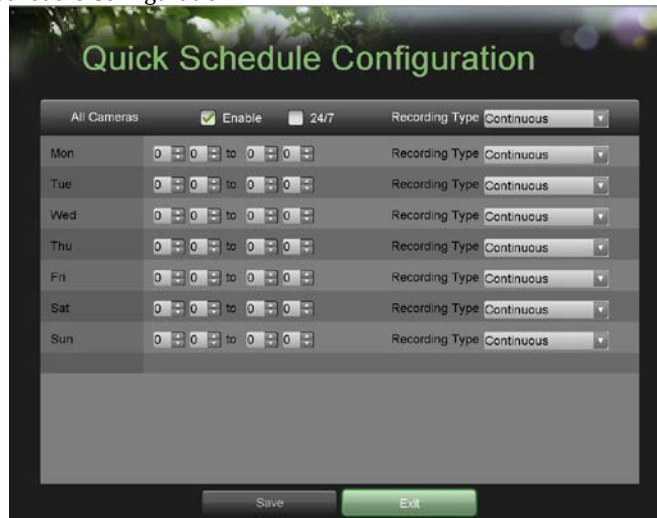 Quick Schedule Configuration
All Cameras Enable 24/7 Recording Type Continuous
Mon 0 0 to 0 0 Recording Type Continuous
Tue 0 0 to 0 0 Recording Type Continuous
Wed 0 0 to 0 0 Recording Type Continuous
Thu 0 0 to 0 0 Recording Type Continuous
Fri 0 0 to 0 0 Recording Type Continuous
Sat 0 0 to 0 0 Recording Type Continuous
Sun 0 0 to 0 0 Recording Type Continuous
Save Exit